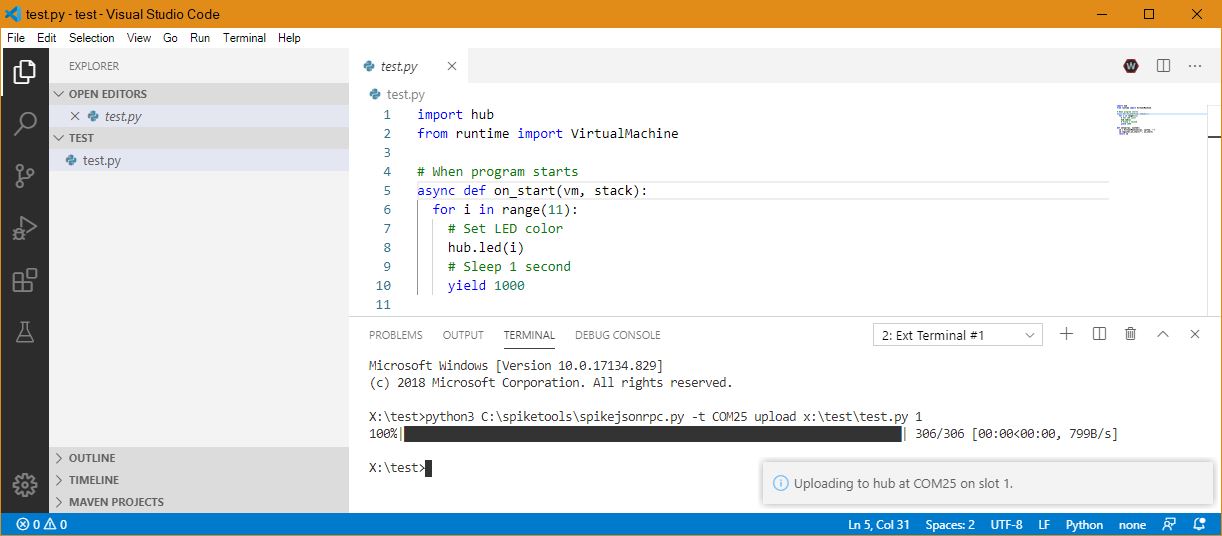 test.py - test - Visual Studio Code
File Edit Selection View Go Run Terminal Help
EXPLORER
OPEN EDITORS
test.py
TEST
test.py
OUTLINE
TIMELINE
MAVEN PROJECTS
test.py
W
test.py
1 import hub
2 from runtime import VirtualMachine
3
4 # When program starts
5 async def on_start(vm, stack):
6 for i in range(11):
7 # Set LED color
8 hub.led(i)
9 # Sleep 1 second
10 yield 1000
11
PROBLEMS OUTPUT TERMINAL DEBUG CONSOLE 2: Ext Terminal #1
Microsoft Windows [Version 10.0.17134.829]
(c) 2018 Microsoft Corporation. All rights reserved.
X:\test>python3 C:\spiketools\spikejsonrpc.py -t COM25 upload x:\test\test.py 1
100%| | 306/306 [00:00<00:00, 799B/s]
X:\test>
Uploading to hub at COM25 on slot 1.
0 0 Ln 5, Col 31 Spaces: 2 UTF-8 LF Python none